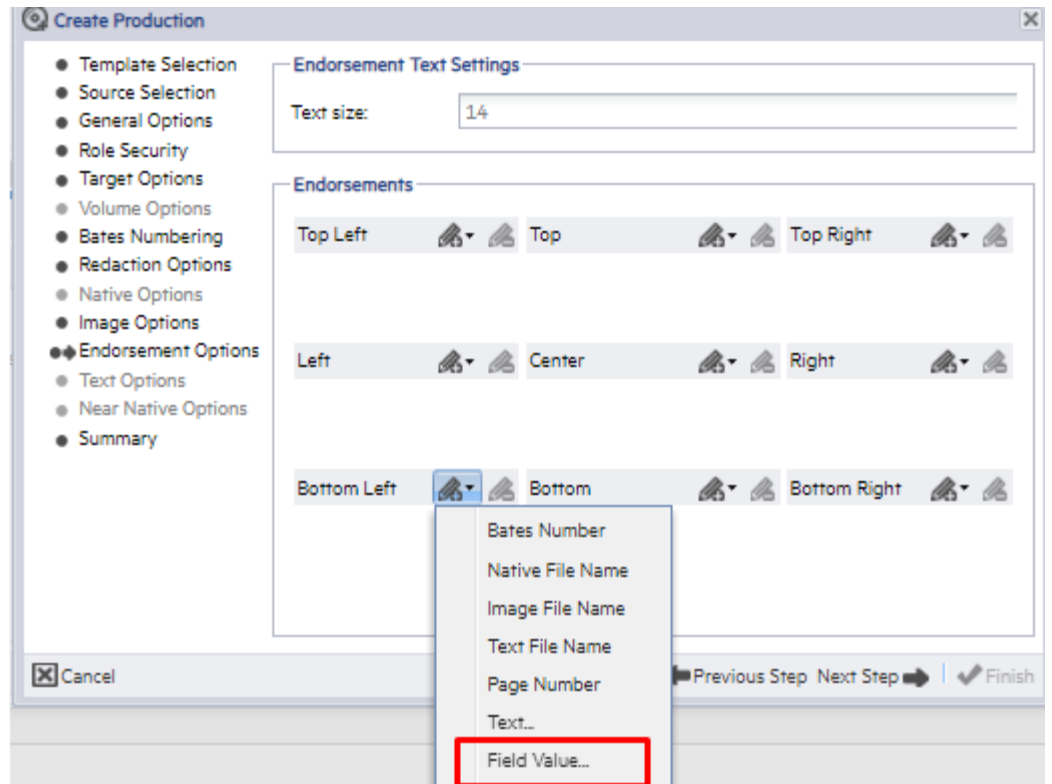 Create Production
Template Selection
Source Selection
General Options
Role Security
Target Options
Volume Options
Bates Numbering
Redaction Options
Native Options
Image Options
Endorsement Options
Text Options
Near Native Options
Summary
Endorsement Text Settings
Text size:
14
Endorsements
Top Left
Top
Top Right
Left
Center
Right
Bottom Left
Bottom
Bottom Right
Bates Number
Native File Name
Image File Name
Text File Name
Page Number
Text...
Field Value...
Cancel
Previous Step
Next Step
Finish